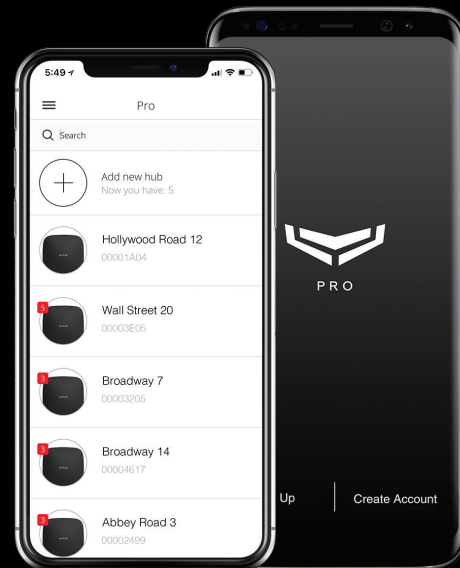 5:49
Pro
Search
Add new hub
Now you have: 5
Hollywood Road 12
00001A04
5
Wall Street 20
00003E05
3
Broadway 7
00003205
3
Broadway 14
00004617
3
Abbey Road 3
00002499
PRO
Up
Create Account